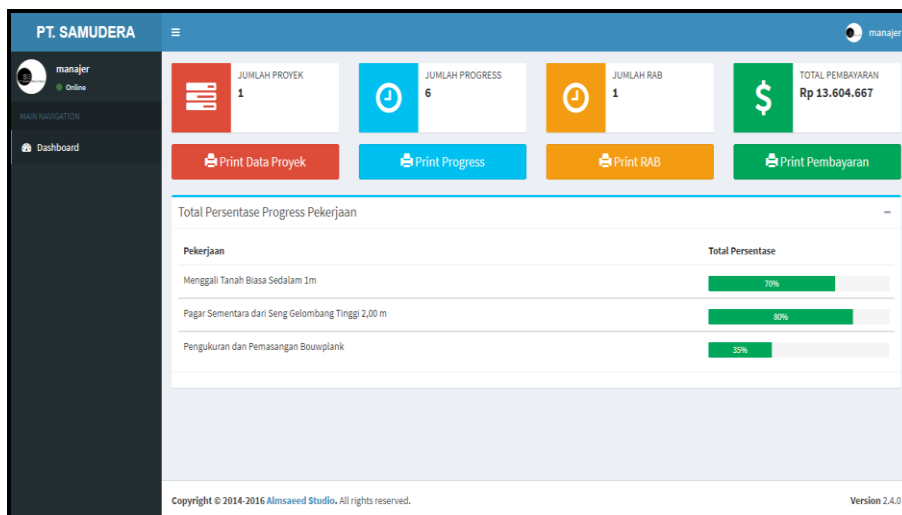 PT. SAMUDERA
manajer
manajer
Online
MAIN NAVIGATION
Dashboard
JUMLAH PROYEK
1
JUMLAH PROGRESS
6
JUMLAH RAB
1
TOTAL PEMBAYARAN
Rp 13.604.667
Print Data Proyek
Print Progress
Print RAB
Print Pembayaran
Total Persentase Progress Pekerjaan
Pekerjaan Total Persentase
Menggali Tanah Biasa Sedalam 1m 70%
Pagar Sementara dari Seng Gelombang Tinggi 2,00 m 80%
Pengukuran dan Pemasangan Bouwplank 35%
Copyright © 2014-2016 Almsaeed Studio. All rights reserved. Version 2.4.0